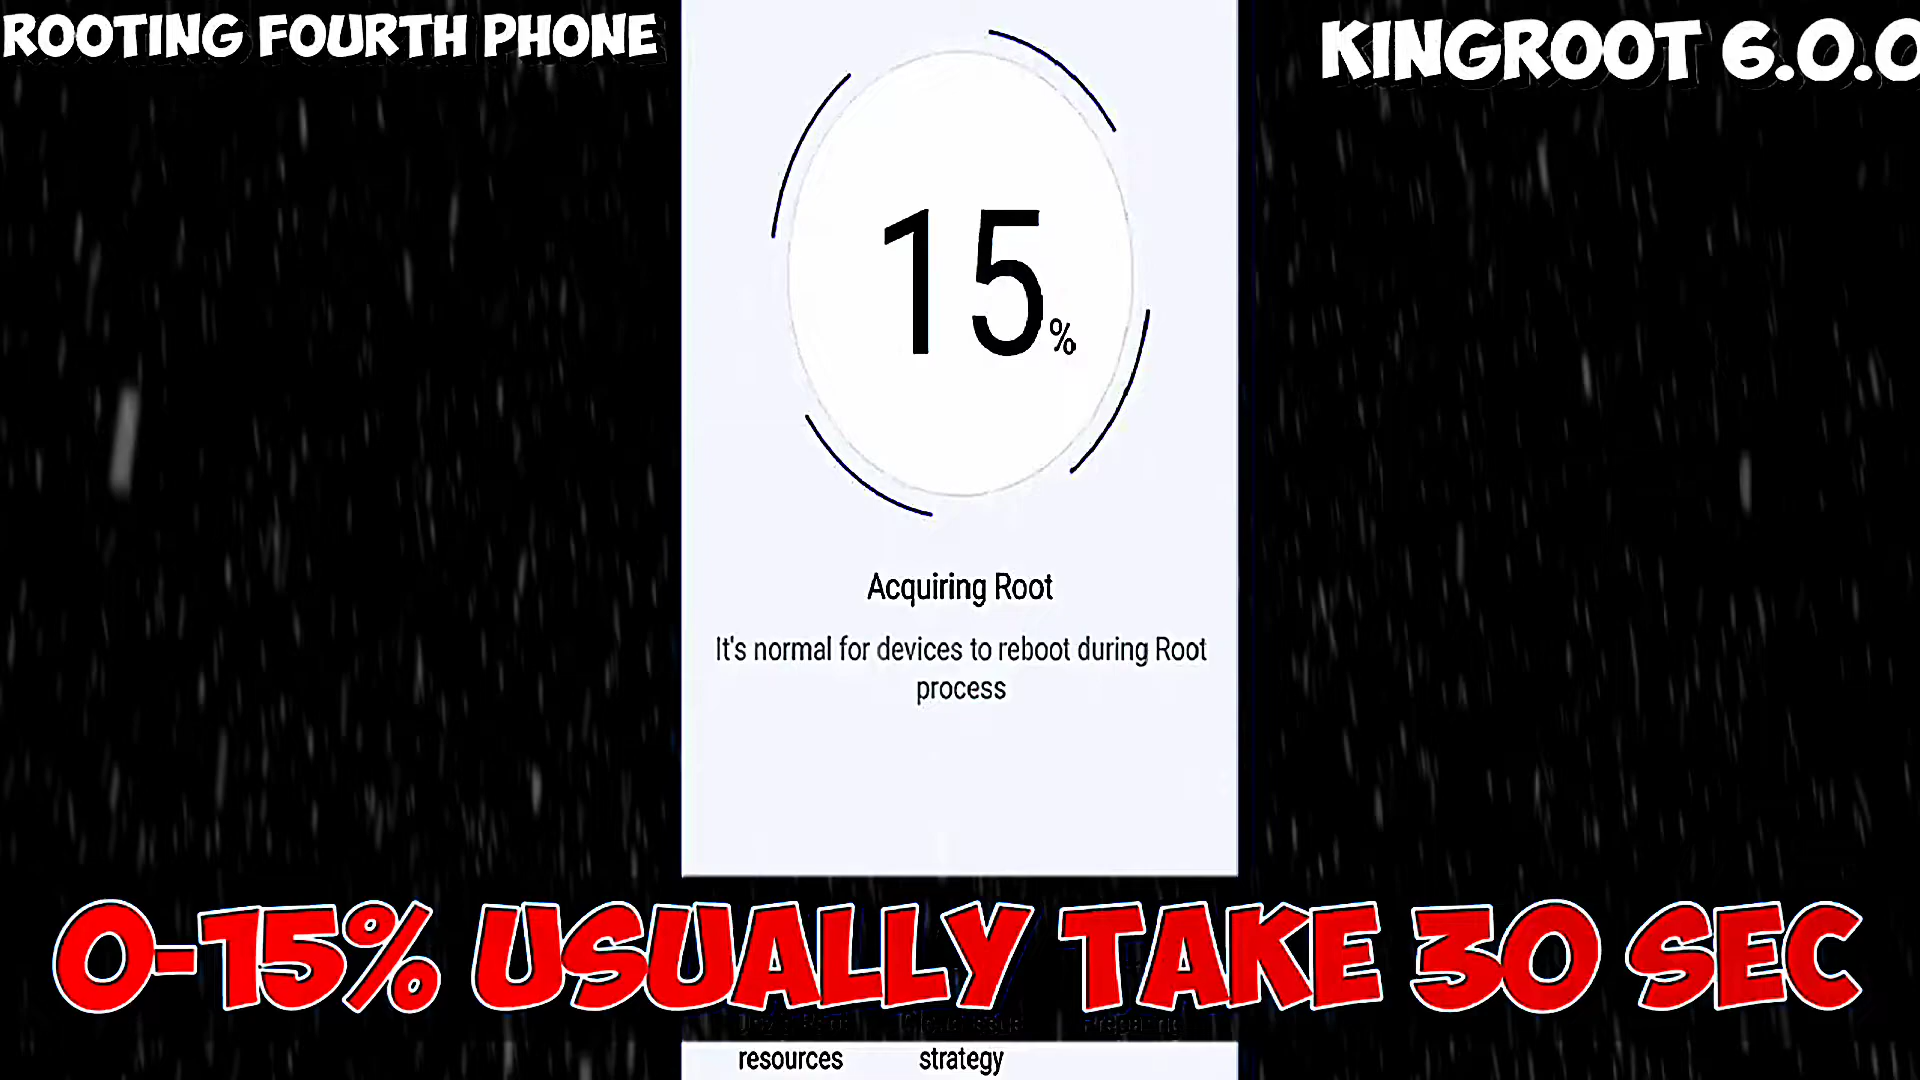 ROOTING FOURTH PHONE
KINGROOT 6.0.0
15%
Acquiring Root
It's normal for devices to reboot during Root
process
0-15% USUALLY TAKE 30 SEC
resources strategy